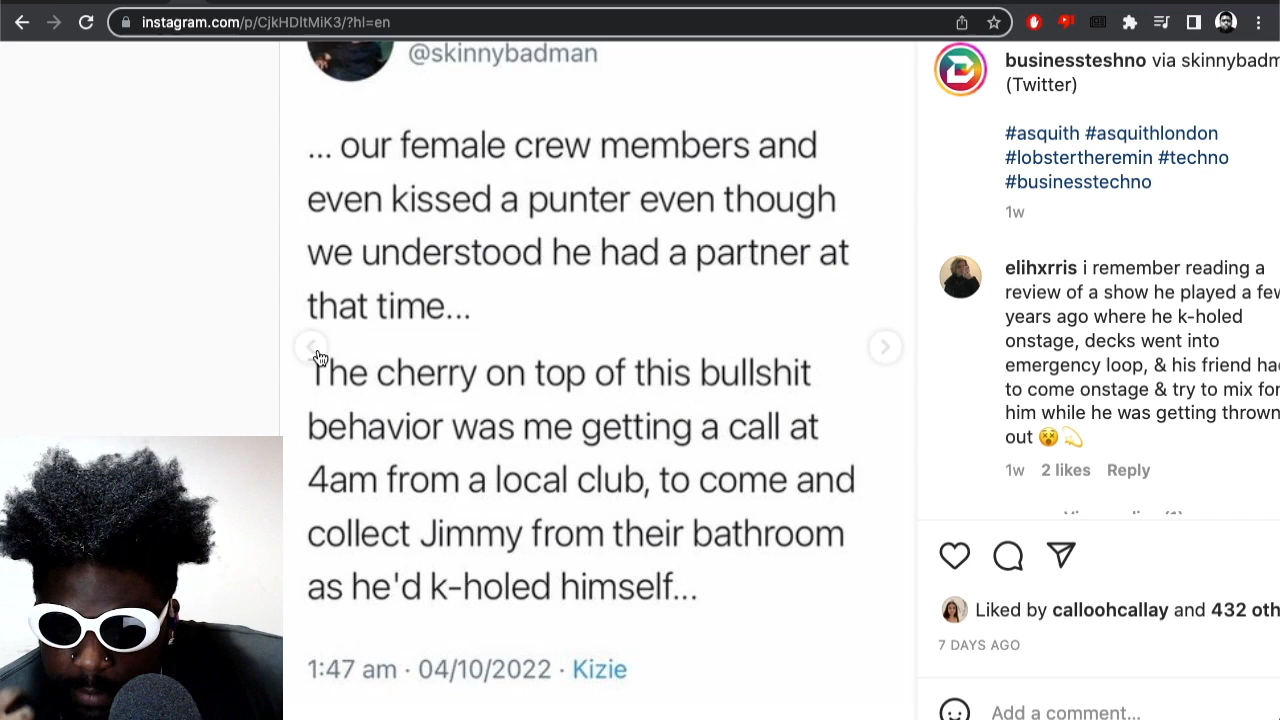 instagram.com/p/CjkHDltMiK3/?hl=en
@skinnybadman
... our female crew members and
even kissed a punter even though
we understood he had a partner at
that time...
The cherry on top of this bullshit
behavior was me getting a call at
4am from a local club, to come and
collect Jimmy from their bathroom
as he'd k-holed himself...
1:47 am · 04/10/2022 · Kizie
businessteshno via skinnybadm
(Twitter)
#asquith #asquithlondon
#lobstertheremin #techno
#businesstechno
1w
elihxrris i remember reading a
review of a show he played a few
years ago where he k-holed
onstage, decks went into
emergency loop, & his friend had
to come onstage & try to mix for
him while he was getting thrown
out 😵💫
1w 2 likes Reply
Liked by calloohcallay and 432 oth
7 DAYS AGO
Add a comment...